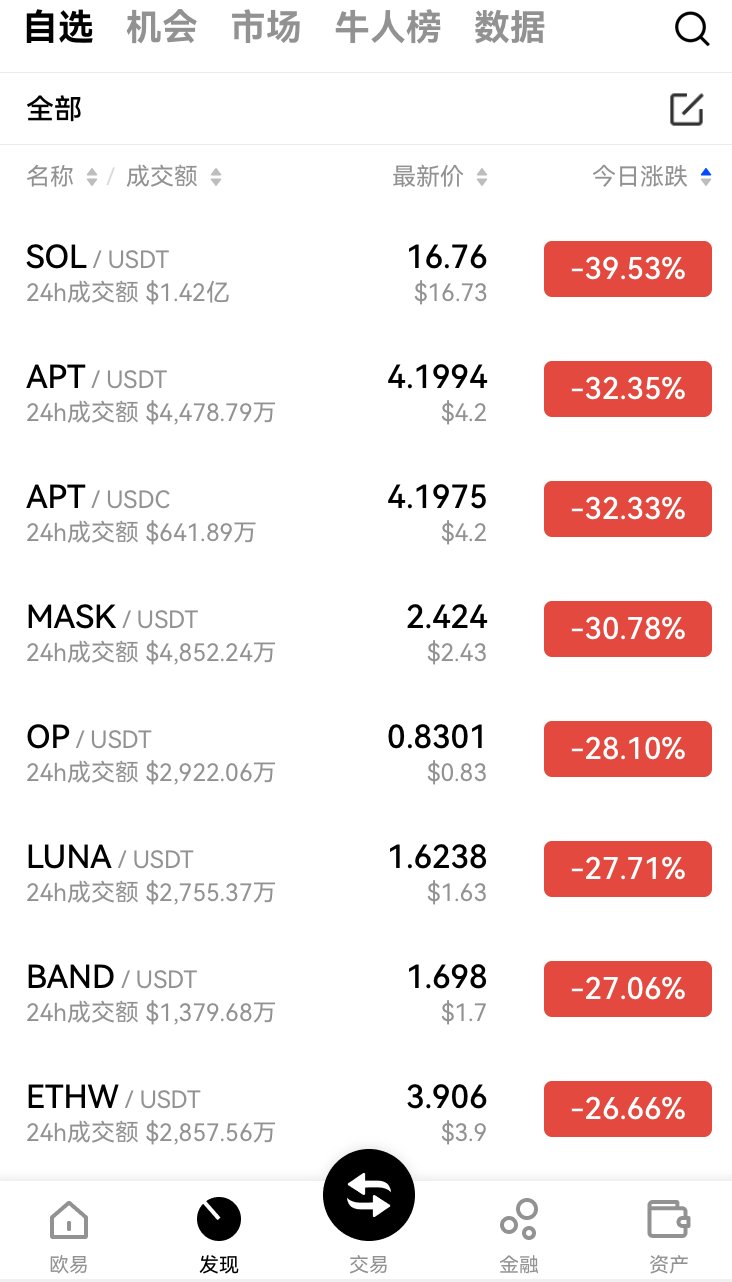 自选 机会 市场 牛人榜 数据
全部
名称 / 成交额 最新价 今日涨跌
SOL / USDT 16.76 -39.53%
24h成交额 $1.42亿 $16.73
APT / USDT 4.1994 -32.35%
24h成交额 $4,478.79万 $4.2
APT / USDC 4.1975 -32.33%
24h成交额 $641.89万 $4.2
MASK / USDT 2.424 -30.78%
24h成交额 $4,852.24万 $2.43
OP / USDT 0.8301 -28.10%
24h成交额 $2,922.06万 $0.83
LUNA / USDT 1.6238 -27.71%
24h成交额 $2,755.37万 $1.63
BAND / USDT 1.698 -27.06%
24h成交额 $1,379.68万 $1.7
ETHW / USDT 3.906 -26.66%
24h成交额 $2,857.56万 $3.9
欧易 发现 交易 金融 资产